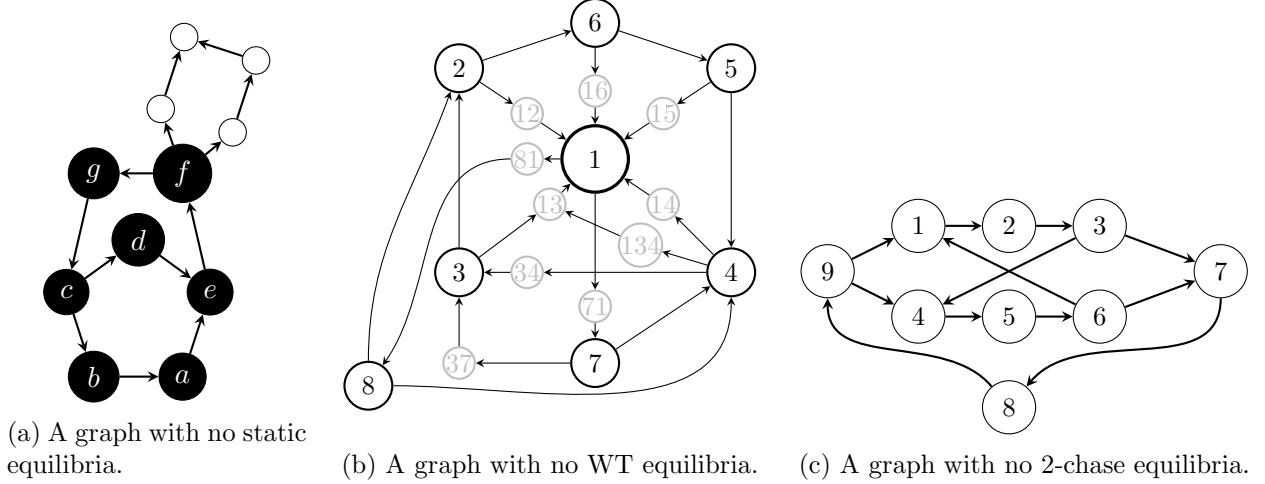 g
f
d
c
e
b
a
(a) A graph with no static
equilibria.
6
2
5
16
12
15
81
1
13
14
134
3
34
4
71
37
7
8
(b) A graph with no WT equilibria.
1
2
3
9
7
4
5
6
8
(c) A graph with no 2-chase equilibria.